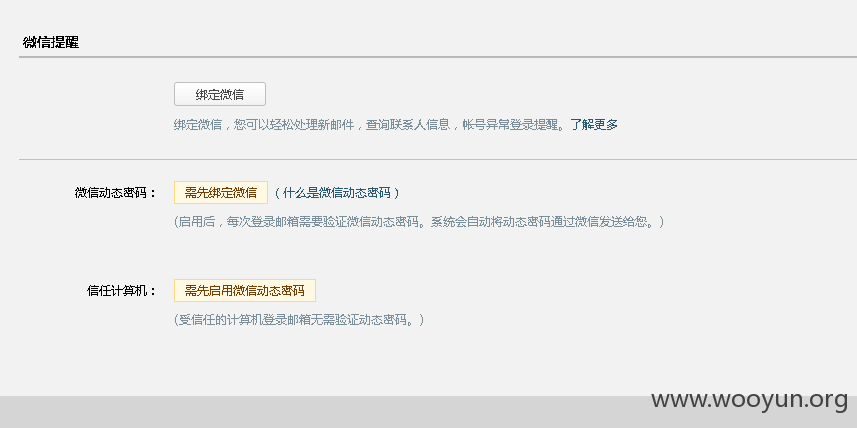 微信提醒
绑定微信
绑定微信，您可以轻松处理新邮件，查询联系人信息，帐号异常登录提醒。了解更多
微信动态密码： 需先绑定微信 （什么是微信动态密码）
(启用后，每次登录邮箱需要验证微信动态密码。系统会自动将动态密码通过微信发送给您。)
信任计算机： 需先启用微信动态密码
(受信任的计算机登录邮箱无需验证动态密码。)
www.wooyun.org